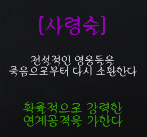 [사령술]
전설적인 영웅들을
죽음으로부터 다시 소환한다
확률적으로 강력한
연계공격을 가한다